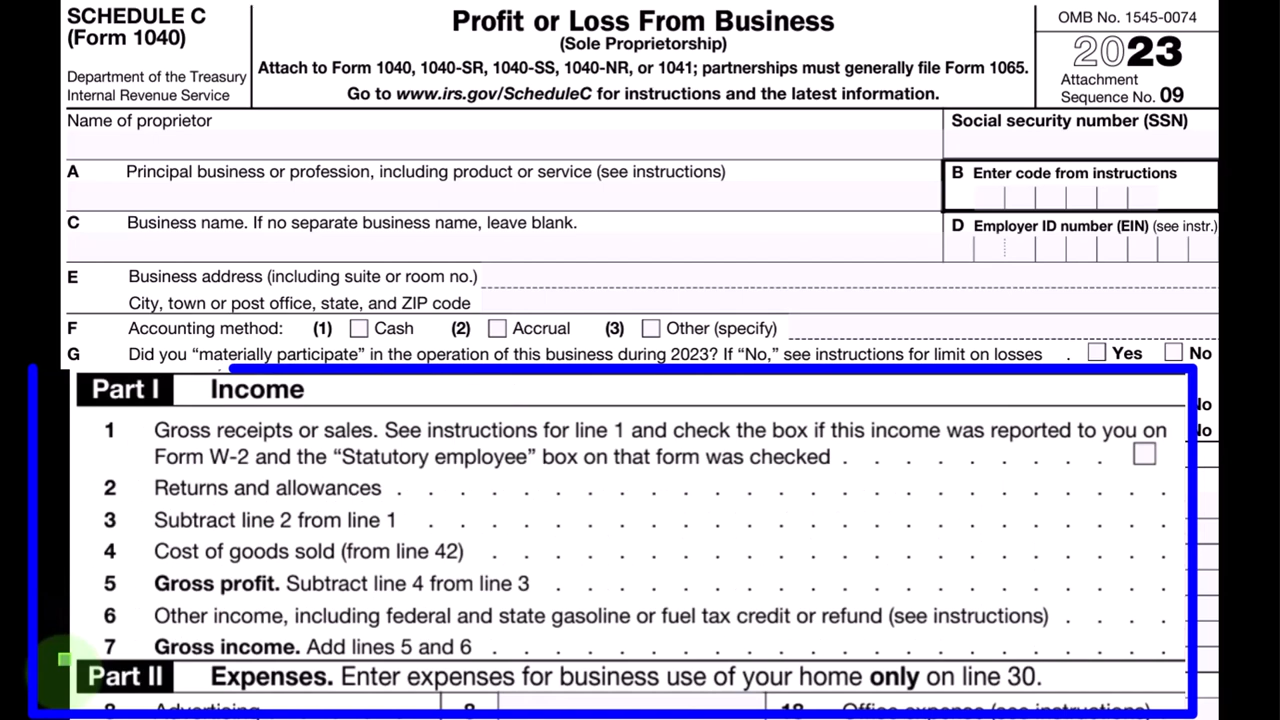 SCHEDULE C
(Form 1040)
Department of the Treasury
Internal Revenue Service
Profit or Loss From Business
(Sole Proprietorship)
Attach to Form 1040, 1040-SR, 1040-SS, 1040-NR, or 1041; partnerships must generally file Form 1065.
Go to www.irs.gov/ScheduleC for instructions and the latest information.
OMB No. 1545-0074
2023
Attachment
Sequence No. 09
Name of proprietor
Social security number (SSN)
A Principal business or profession, including product or service (see instructions)
B Enter code from instructions
C Business name. If no separate business name, leave blank.
D Employer ID number (EIN) (see instr.)
E Business address (including suite or room no.)
City, town or post office, state, and ZIP code
F Accounting method: (1) Cash (2) Accrual (3) Other (specify)
G Did you “materially participate” in the operation of this business during 2023? If “No,” see instructions for limit on losses . Yes No
Part I Income
No
No
1 Gross receipts or sales. See instructions for line 1 and check the box if this income was reported to you on
Form W-2 and the “Statutory employee” box on that form was checked . . . . . . . . .
2 Returns and allowances . . . . . . . . . . . . . . . . . . . . . . . . .
3 Subtract line 2 from line 1 . . . . . . . . . . . . . . . . . . . . . . . .
4 Cost of goods sold (from line 42) . . . . . . . . . . . . . . . . . . . . . .
5 Gross profit. Subtract line 4 from line 3 . . . . . . . . . . . . . . . . . . . .
6 Other income, including federal and state gasoline or fuel tax credit or refund (see instructions) . . . .
7 Gross income. Add lines 5 and 6 . . . . . . . . . . . . . . . . . . . . . .
Part II Expenses. Enter expenses for business use of your home only on line 30.
8 Advertising 8 18 Office expense (see instructions)